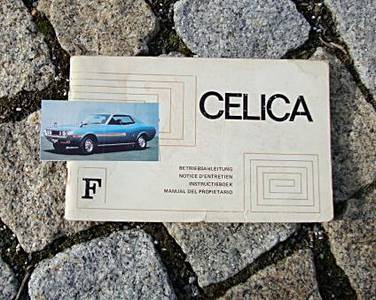 CELICA
BETRIEBSANLEITUNG
NOTICE D'ENTRETIEN
INSTRUCTIEBOEK
MANUAL DEL PROPIETARIO
F